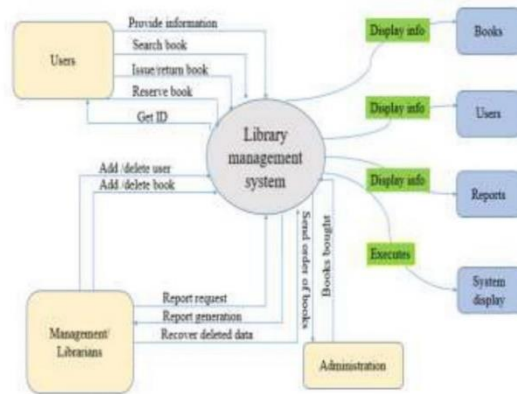 Provide information
Search book
Issue/return book
Reserve book
Get ID
Users
Library
management
system
Display info
Books
Display info
Users
Display info
Reports
Executes
System
display
Add /delete user
Add /delete book
Send order of books
Books bought
Report request
Report generation
Recover deleted data
Management/
Librarians
Administration